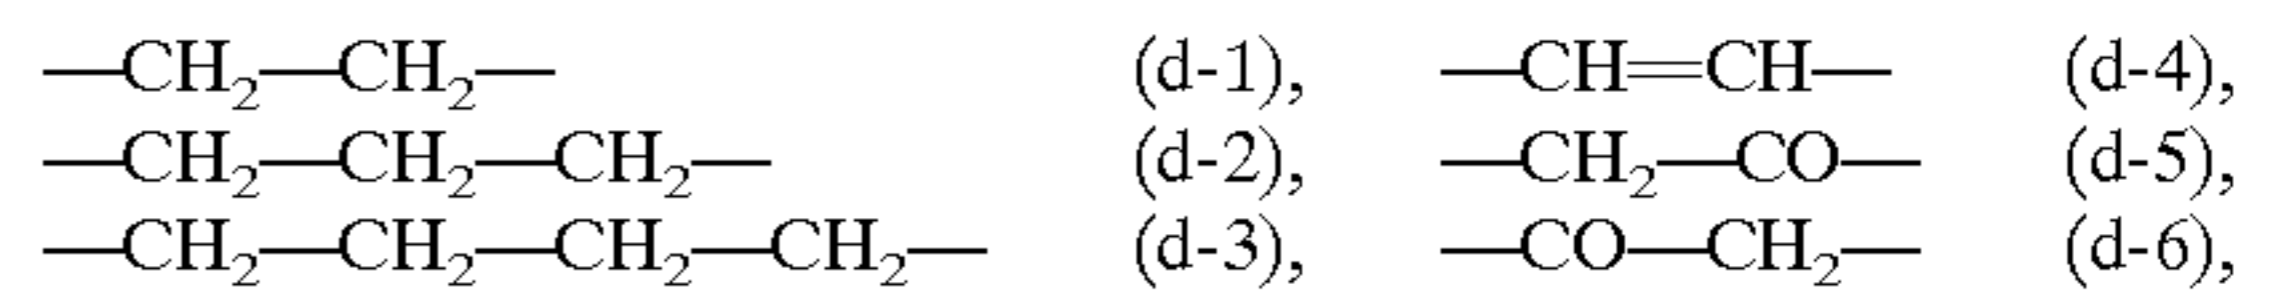 —CH₂—CH₂— (d-1), —CH=CH— (d-4),
—CH₂—CH₂—CH₂— (d-2), —CH₂—CO— (d-5),
—CH₂—CH₂—CH₂—CH₂— (d-3), —CO—CH₂— (d-6),